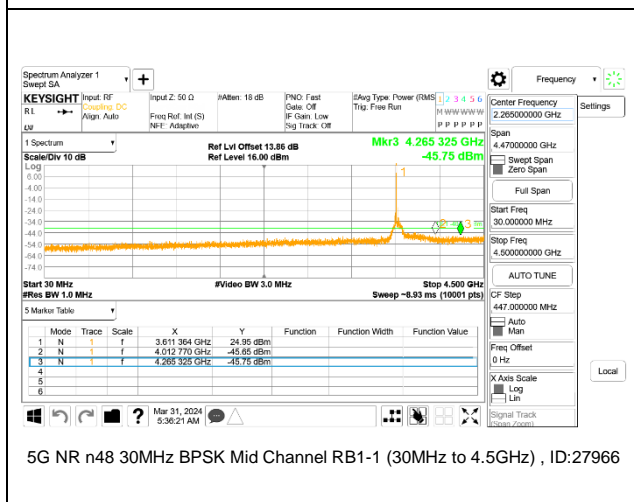 Spectrum Analyzer 1
Swept SA
+
Frequency
KEYSIGHT
Input: RF
Coupling: DC
Align: Auto
Input Z: 50 Ω
Freq Ref: Int (S)
NFE: Adaptive
#Atten: 18 dB
PNO: Fast
Gate: Off
IF Gain: Low
Sig Track: Off
#Avg Type: Power (RMS)
Trig: Free Run
1 2 3 4 5 6
M W W W W W
P P P P P P
RL
1 Spectrum
Scale/Div 10 dB
Ref Lvl Offset 13.86 dB
Ref Level 16.00 dBm
Mkr3 4.265 325 GHz
-45.75 dBm
Log
6.00
-4.00
-14.0
-24.0
-34.0
-44.0
-54.0
-64.0
-74.0
1
2
3
Start 30 MHz
#Res BW 1.0 MHz
#Video BW 3.0 MHz
Stop 4.500 GHz
Sweep ~8.93 ms (10001 pts)
5 Marker Table
Mode Trace Scale X Y Function Function Width Function Value
1 N 1 f 3.611 364 GHz 24.95 dBm
2 N 1 f 4.012 770 GHz -45.65 dBm
3 N 1 f 4.265 325 GHz -45.75 dBm
4
5
6
Center Frequency
2.265000000 GHz
Settings
Span
4.47000000 GHz
Swept Span
Zero Span
Full Span
Start Freq
30.000000 MHz
Stop Freq
4.500000000 GHz
AUTO TUNE
CF Step
447.000000 MHz
Auto
Man
Freq Offset
0 Hz
X Axis Scale
Log
Lin
Local
Signal Track
(Span Zoom)
?
Mar 31, 2024
5:36:21 AM
5G NR n48 30MHz BPSK Mid Channel RB1-1 (30MHz to 4.5GHz) , ID:27966